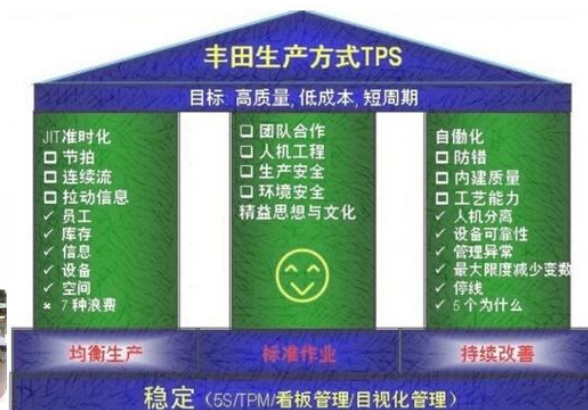 丰田生产方式TPS
目标: 高质量, 低成本, 短周期
JIT准时化
□ 节拍
□ 连续流
□ 拉动信息
✓ 员工
✓ 库存
✓ 信息
✓ 设备
✓ 空间
× 7种浪费
□ 团队合作
□ 人机工程
□ 生产安全
□ 环境安全
精益思想与文化
自働化
□ 防错
□ 内建质量
□ 工艺能力
✓ 人机分离
✓ 设备可靠性
✓ 管理异常
✓ 最大限度减少变数
✓ 停线
✓ 5个为什么
均衡生产
标准作业
持续改善
稳定（5S/TPM/看板管理/目视化管理）